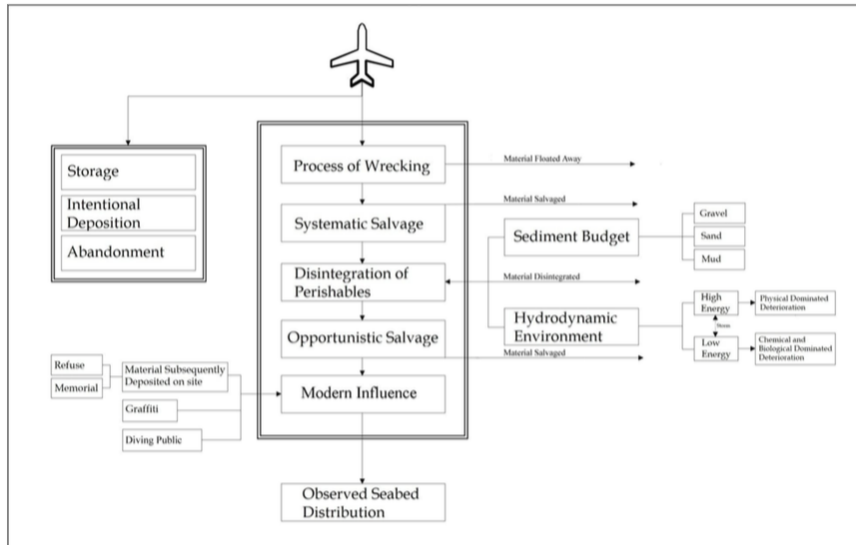 Storage
Intentional
Deposition
Abandonment
Process of Wrecking
Material Floated Away
Systematic Salvage
Material Salvaged
Sediment Budget
Gravel
Sand
Mud
Disintegration of
Perishables
Material Disintegrated
Hydrodynamic
Environment
High
Energy
Physical Dominated
Deterioration
Low
Energy
Chemical and
Biological Dominated
Deterioration
Opportunistic Salvage
Material Salvaged
Refuse
Memorial
Material Subsequently
Deposited on site
Graffiti
Diving Public
Modern Influence
Observed Seabed
Distribution